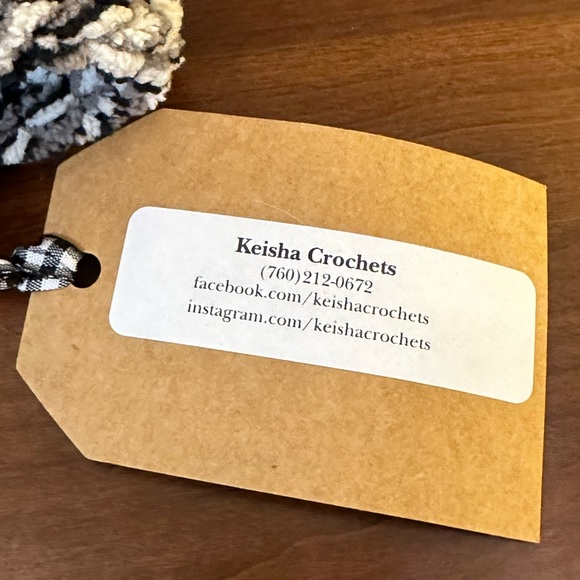 Keisha Crochets
(760)212-0672
facebook.com/keishacrochets
instagram.com/keishacrochets